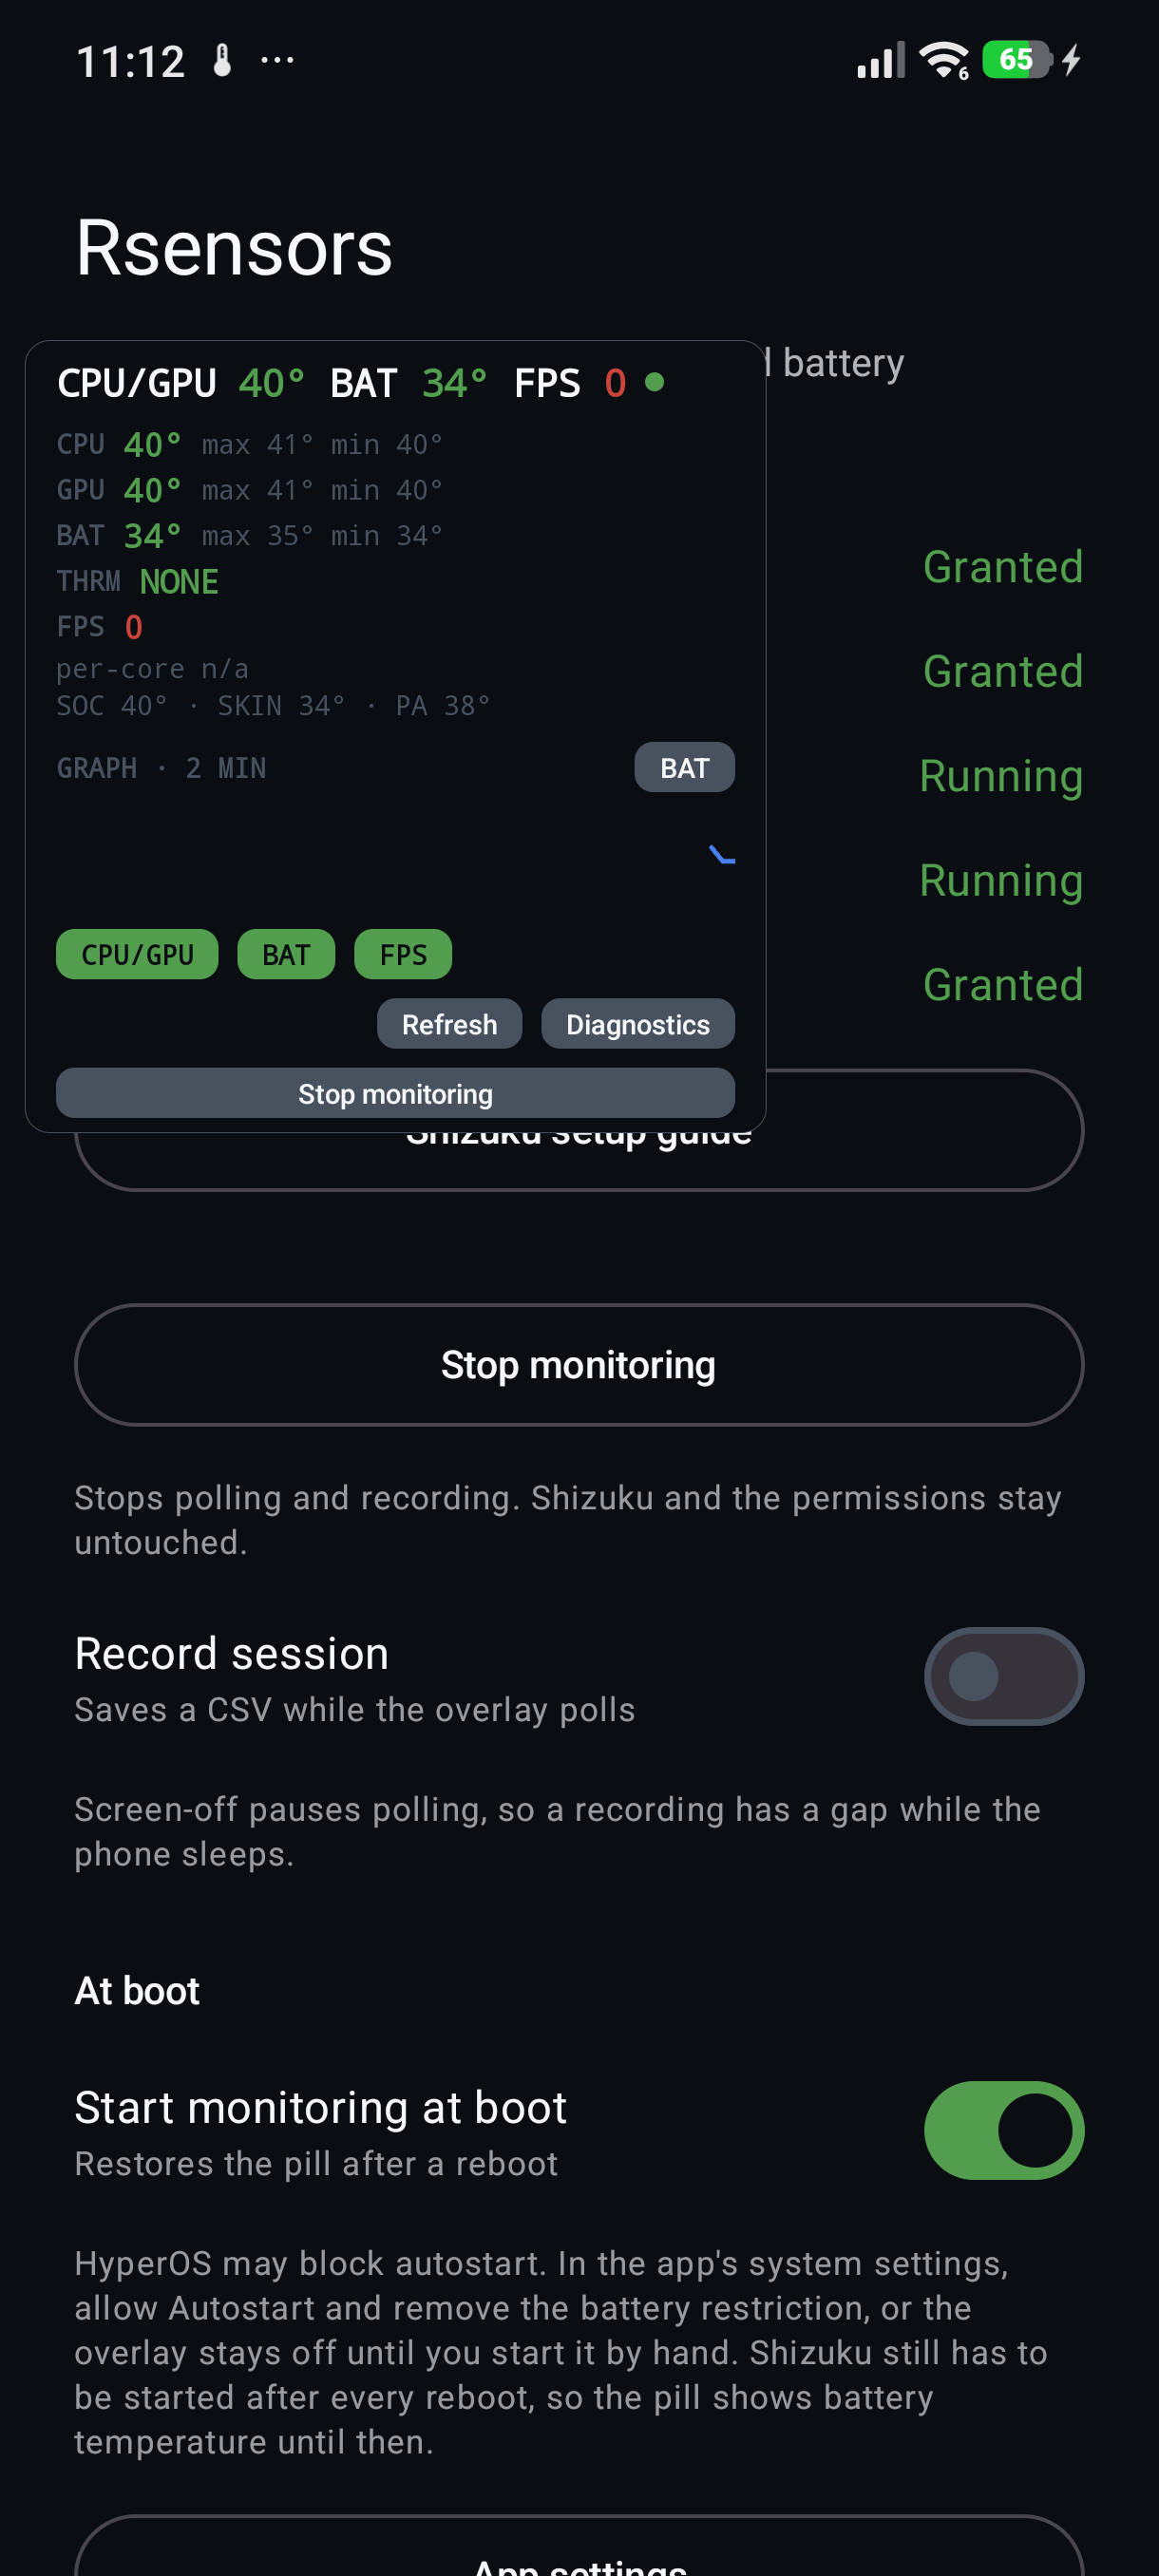 11:12
6
65
Rsensors
battery
CPU/GPU 40° BAT 34° FPS 0
CPU 40° max 41° min 40°
GPU 40° max 41° min 40°
BAT 34° max 35° min 34°
THRM NONE
FPS 0
per-core n/a
SOC 40° · SKIN 34° · PA 38°
GRAPH · 2 MIN
BAT
Granted
Granted
Running
Running
Granted
CPU/GPU BAT FPS
Refresh Diagnostics
Stop monitoring
Shizuku setup guide
Stop monitoring
Stops polling and recording. Shizuku and the permissions stay
untouched.
Record session
Saves a CSV while the overlay polls
Screen-off pauses polling, so a recording has a gap while the
phone sleeps.
At boot
Start monitoring at boot
Restores the pill after a reboot
HyperOS may block autostart. In the app's system settings,
allow Autostart and remove the battery restriction, or the
overlay stays off until you start it by hand. Shizuku still has to
be started after every reboot, so the pill shows battery
temperature until then.
App settings